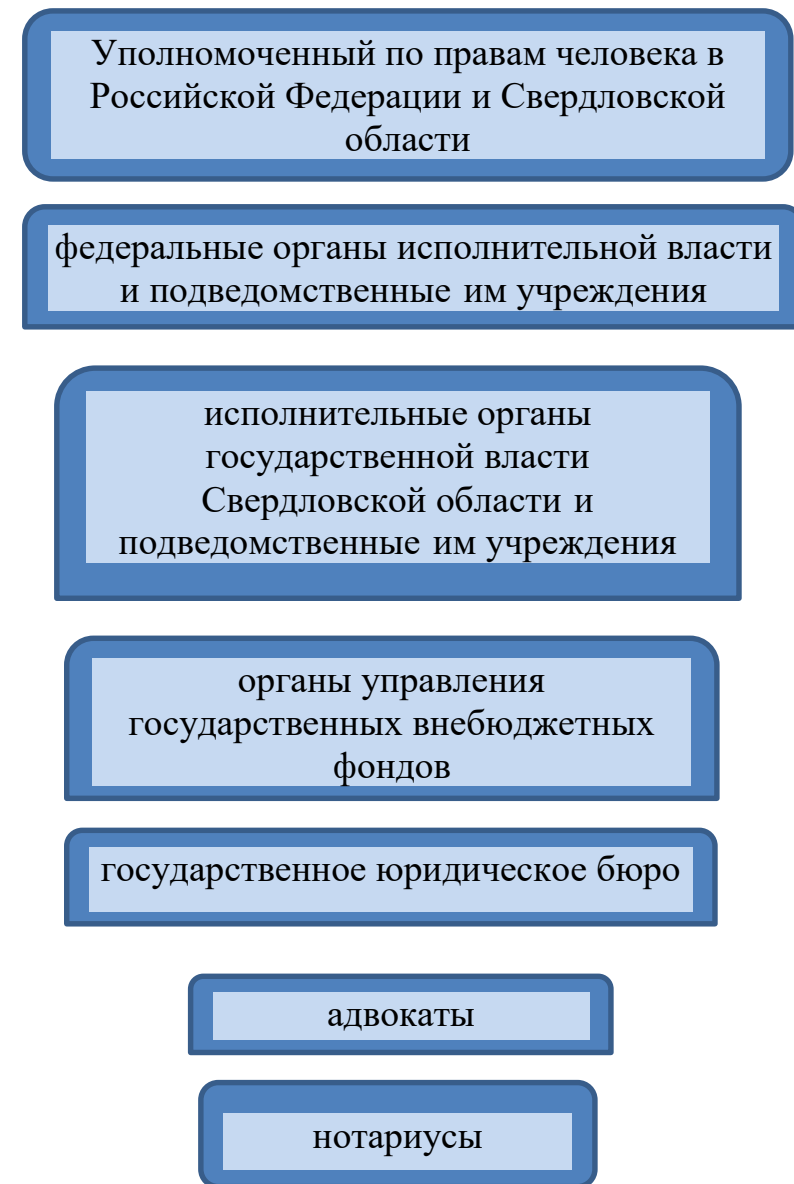 Уполномоченный по правам человека в
Российской Федерации и Свердловской
области
федеральные органы исполнительной власти
и подведомственные им учреждения
исполнительные органы
государственной власти
Свердловской области и
подведомственные им учреждения
органы управления
государственных внебюджетных
фондов
государственное юридическое бюро
адвокаты
нотариусы